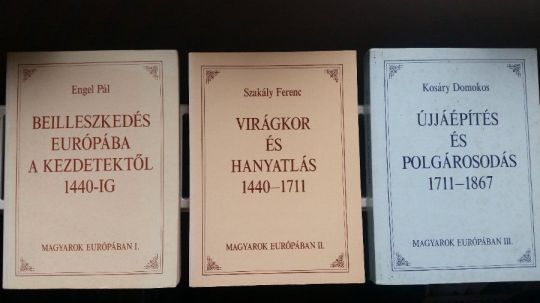 Engel Pál
BEILLESZKEDÉS
EURÓPÁBA
A KEZDETEKTŐL
1440-IG
MAGYAROK EURÓPÁBAN I.
Szakály Ferenc
VIRÁGKOR
ÉS
HANYATLÁS
1440–1711
MAGYAROK EURÓPÁBAN II.
Kosáry Domokos
ÚJJÁÉPÍTÉS
ÉS
POLGÁROSODÁS
1711–1867
MAGYAROK EURÓPÁBAN III.